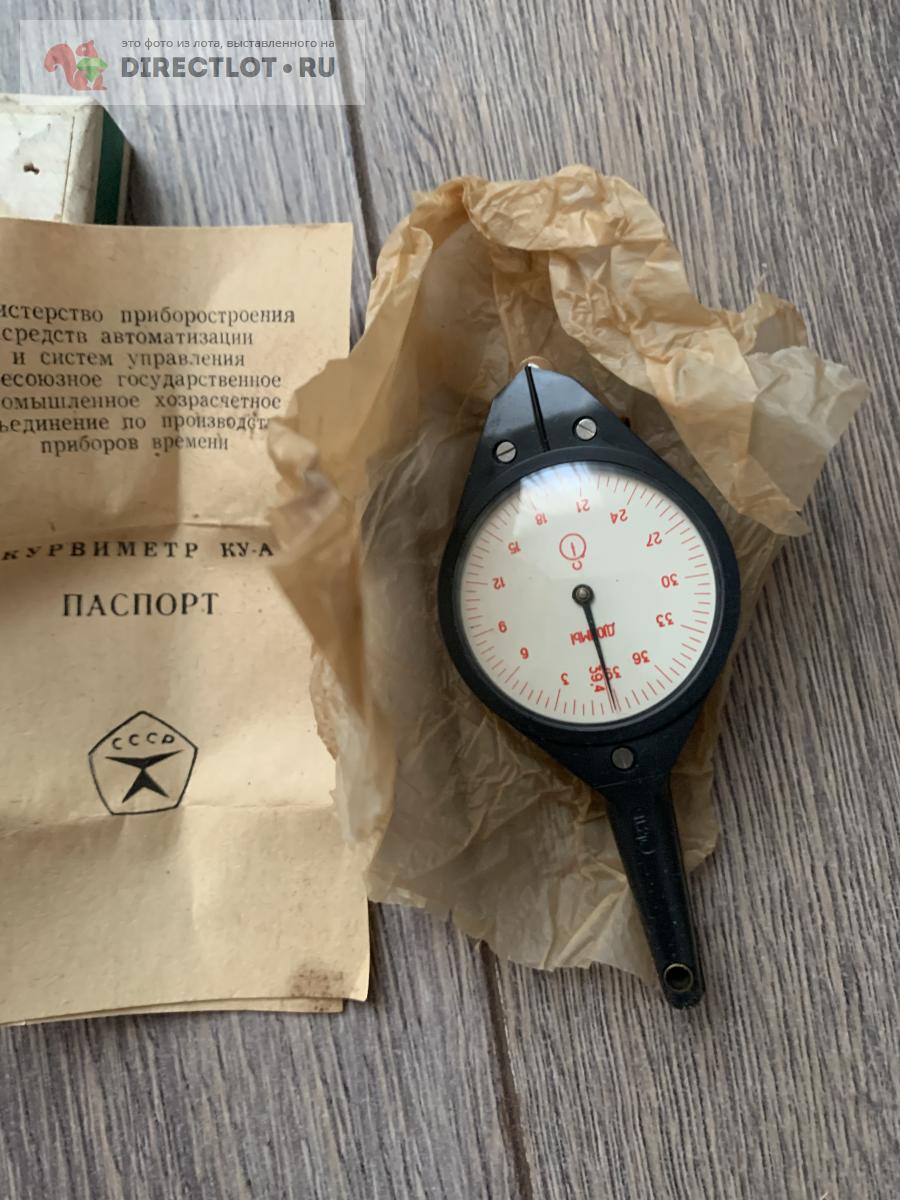 это фото из лота, выставленного на
DIRECTLOT•RU
истерство приборостроения
средств автоматизации
и систем управления
есоюзное государственное
омышленное хозрасчетное
ъединение по производст
приборов времени
КУРВИМЕТР КУ-А
ПАСПОРТ
СССР
21
24
18
27
15
30
12
33
9
ДЮЙМЫ
36
6
39
39.4
3